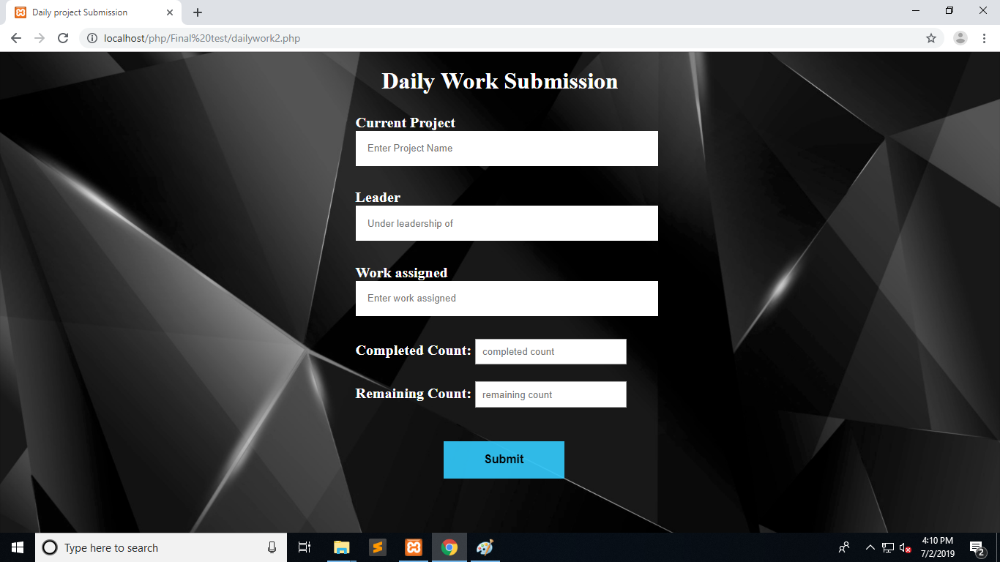 Daily project Submission
localhost/php/Final%20test/dailywork2.php
Daily Work Submission
Current Project
Enter Project Name
Leader
Under leadership of
Work assigned
Enter work assigned
Completed Count: completed count
Remaining Count: remaining count
Submit
Type here to search
4:10 PM
7/2/2019
2